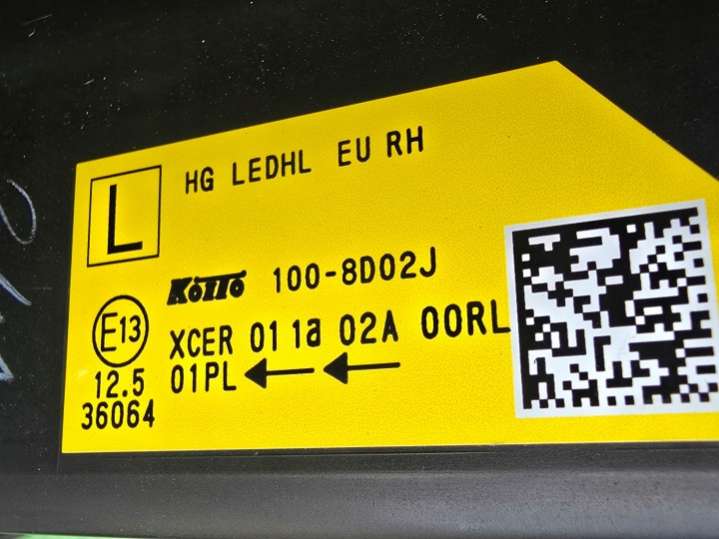 L
HG LEDHL EU RH
KOITO 100-8D02J
E13
XCER 01 1a 02A 00RL
12.5 01PL
36064